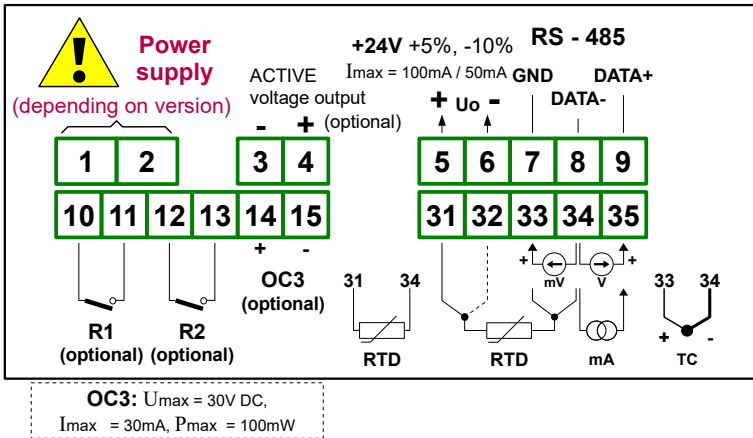 Power supply
(depending on version)
ACTIVE
voltage output
(optional)
- +
+24V +5%, -10%
Imax = 100mA / 50mA
+ Uo -
RS - 485
GND DATA+
DATA-
1 2 3 4 5 6 7 8 9
10 11 12 13 14 15 31 32 33 34 35
+ -
OC3
(optional)
R1
(optional)
R2
(optional)
31 34
RTD
RTD
+ mV
V +
mA
33 34
+ -
TC
OC3: Umax = 30V DC,
Imax = 30mA, Pmax = 100mW